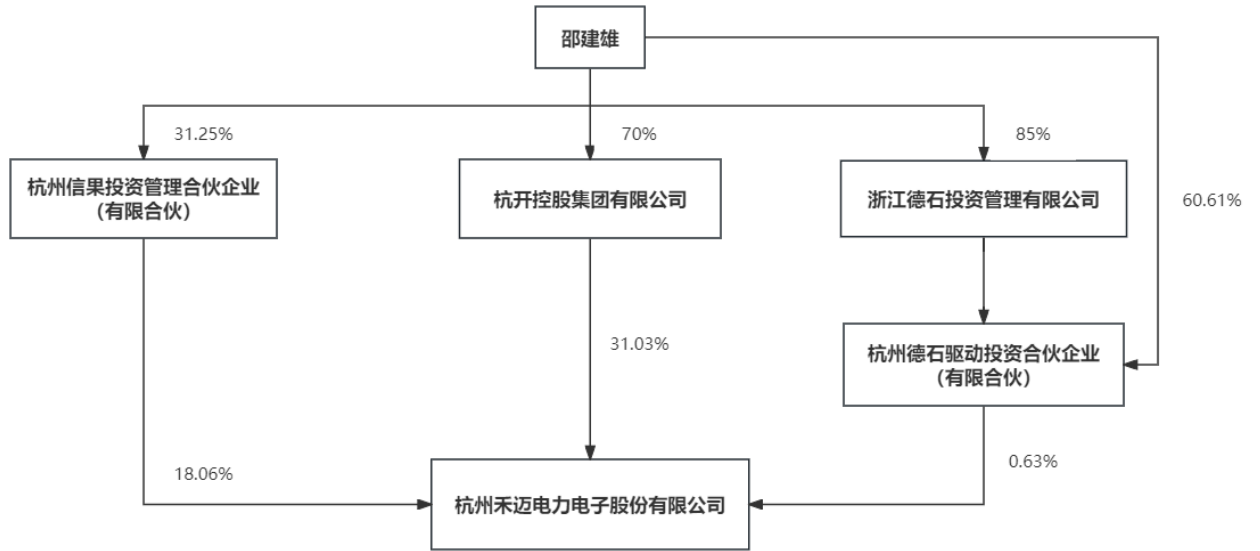 邵建雄
31.25%
70%
85%
杭州信果投资管理合伙企业
（有限合伙）
杭开控股集团有限公司
浙江德石投资管理有限公司
60.61%
31.03%
杭州德石驱动投资合伙企业
（有限合伙）
18.06%
0.63%
杭州禾迈电力电子股份有限公司